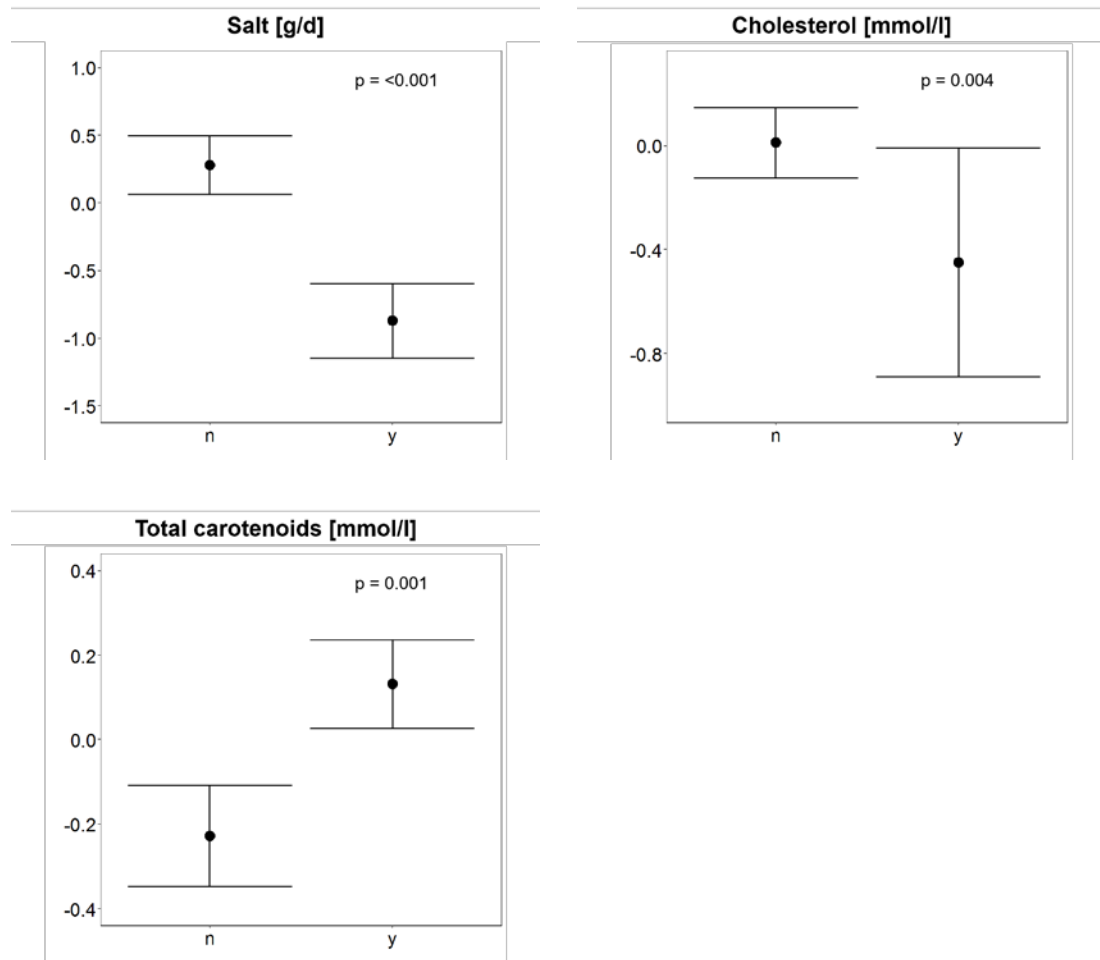 Salt [g/d]
p = <0.001
1.0
0.5
0.0
-0.5
-1.0
-1.5
n y
Cholesterol [mmol/l]
p = 0.004
0.0
-0.4
-0.8
n y
Total carotenoids [mmol/l]
p = 0.001
0.4
0.2
0.0
-0.2
-0.4
n y